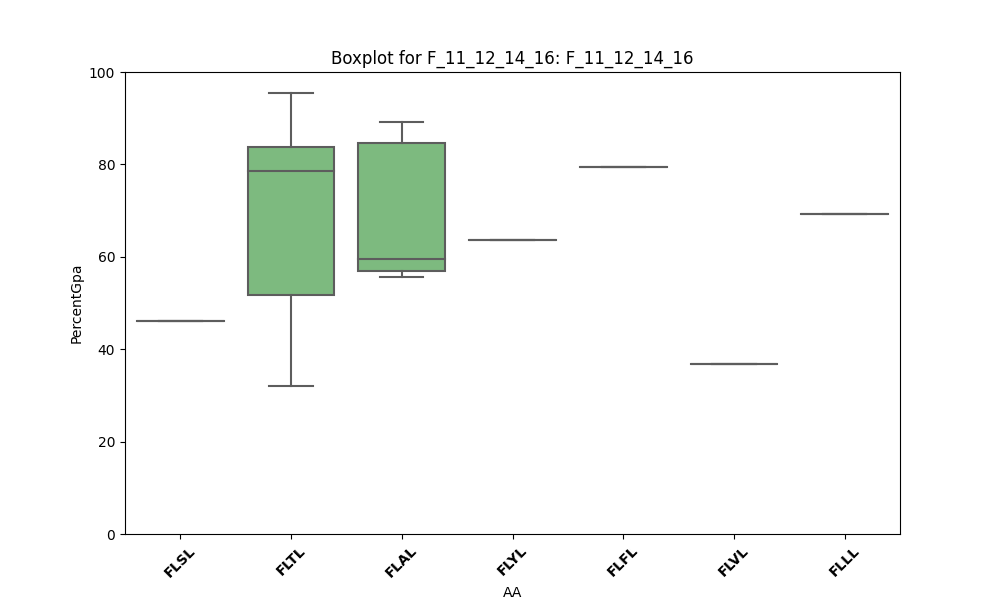 Boxplot for F_11_12_14_16: F_11_12_14_16
100
80
60
40
20
0
PercentGpa
FLSL
FLTL
FLAL
FLYL
FLFL
FLVL
FLLL
AA